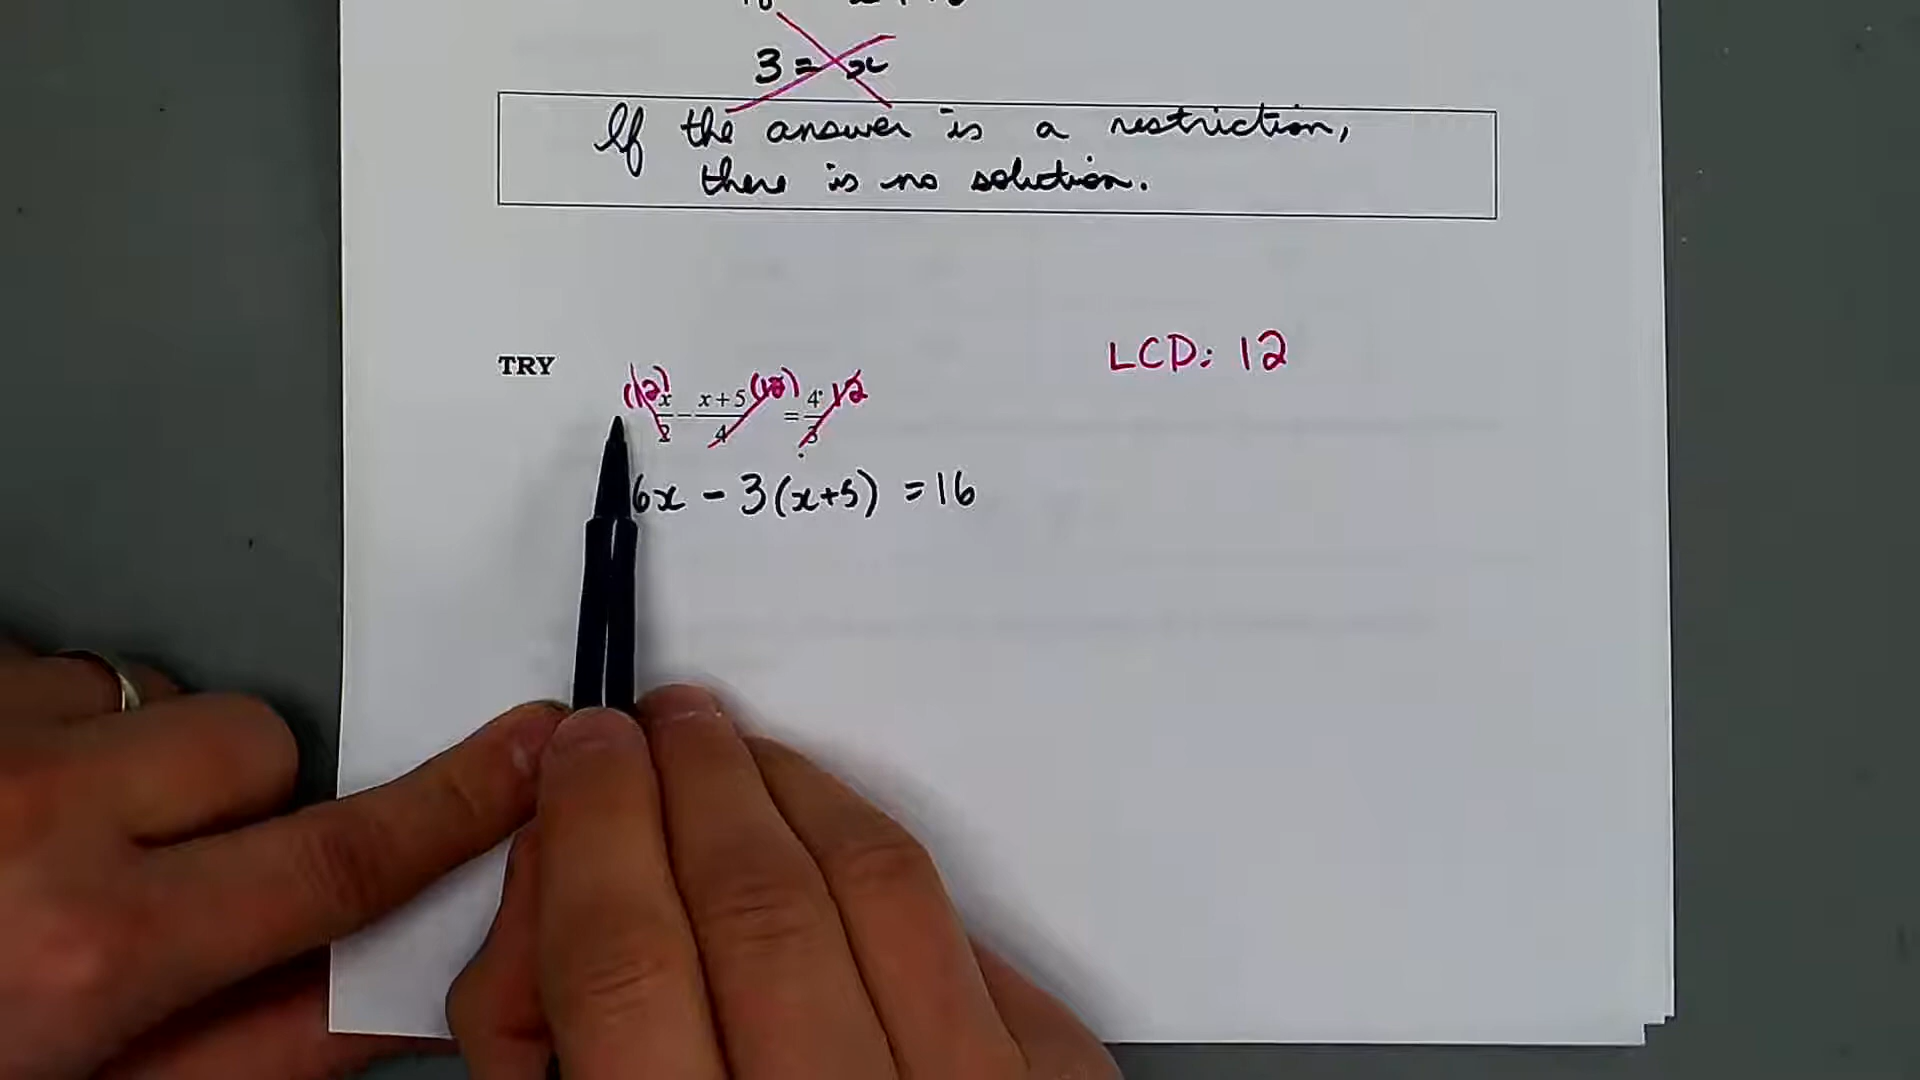 3 = x
If the answer is a restriction,
there is no solution.
LCD: 12
TRY
(12) x/2 - x+5/4 (12) = 4/3 · 12
6x - 3(x+5) = 16